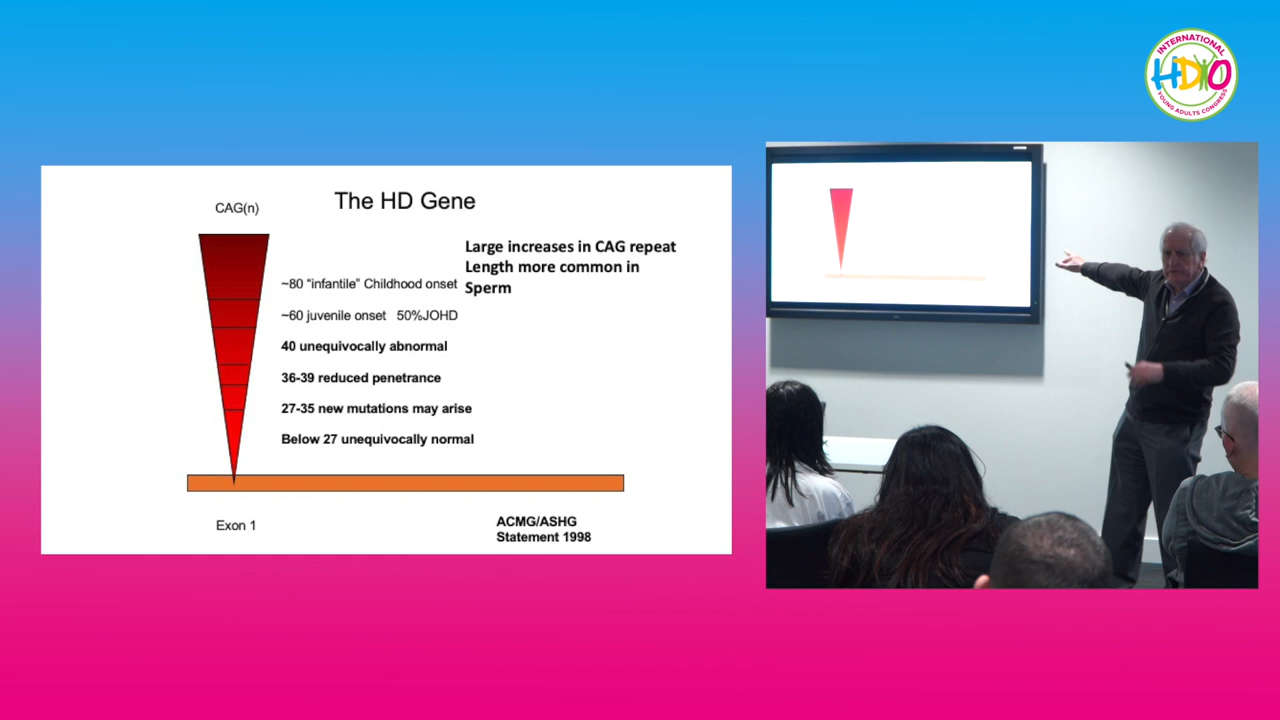 The HD Gene
CAG(n)
Large increases in CAG repeat
Length more common in
Sperm
~80 “infantile” Childhood onset
~60 juvenile onset 50%JOHD
40 unequivocally abnormal
36-39 reduced penetrance
27-35 new mutations may arise
Below 27 unequivocally normal
Exon 1
ACMG/ASHG
Statement 1998
INTERNATIONAL
HDYO
YOUNG ADULTS CONGRESS